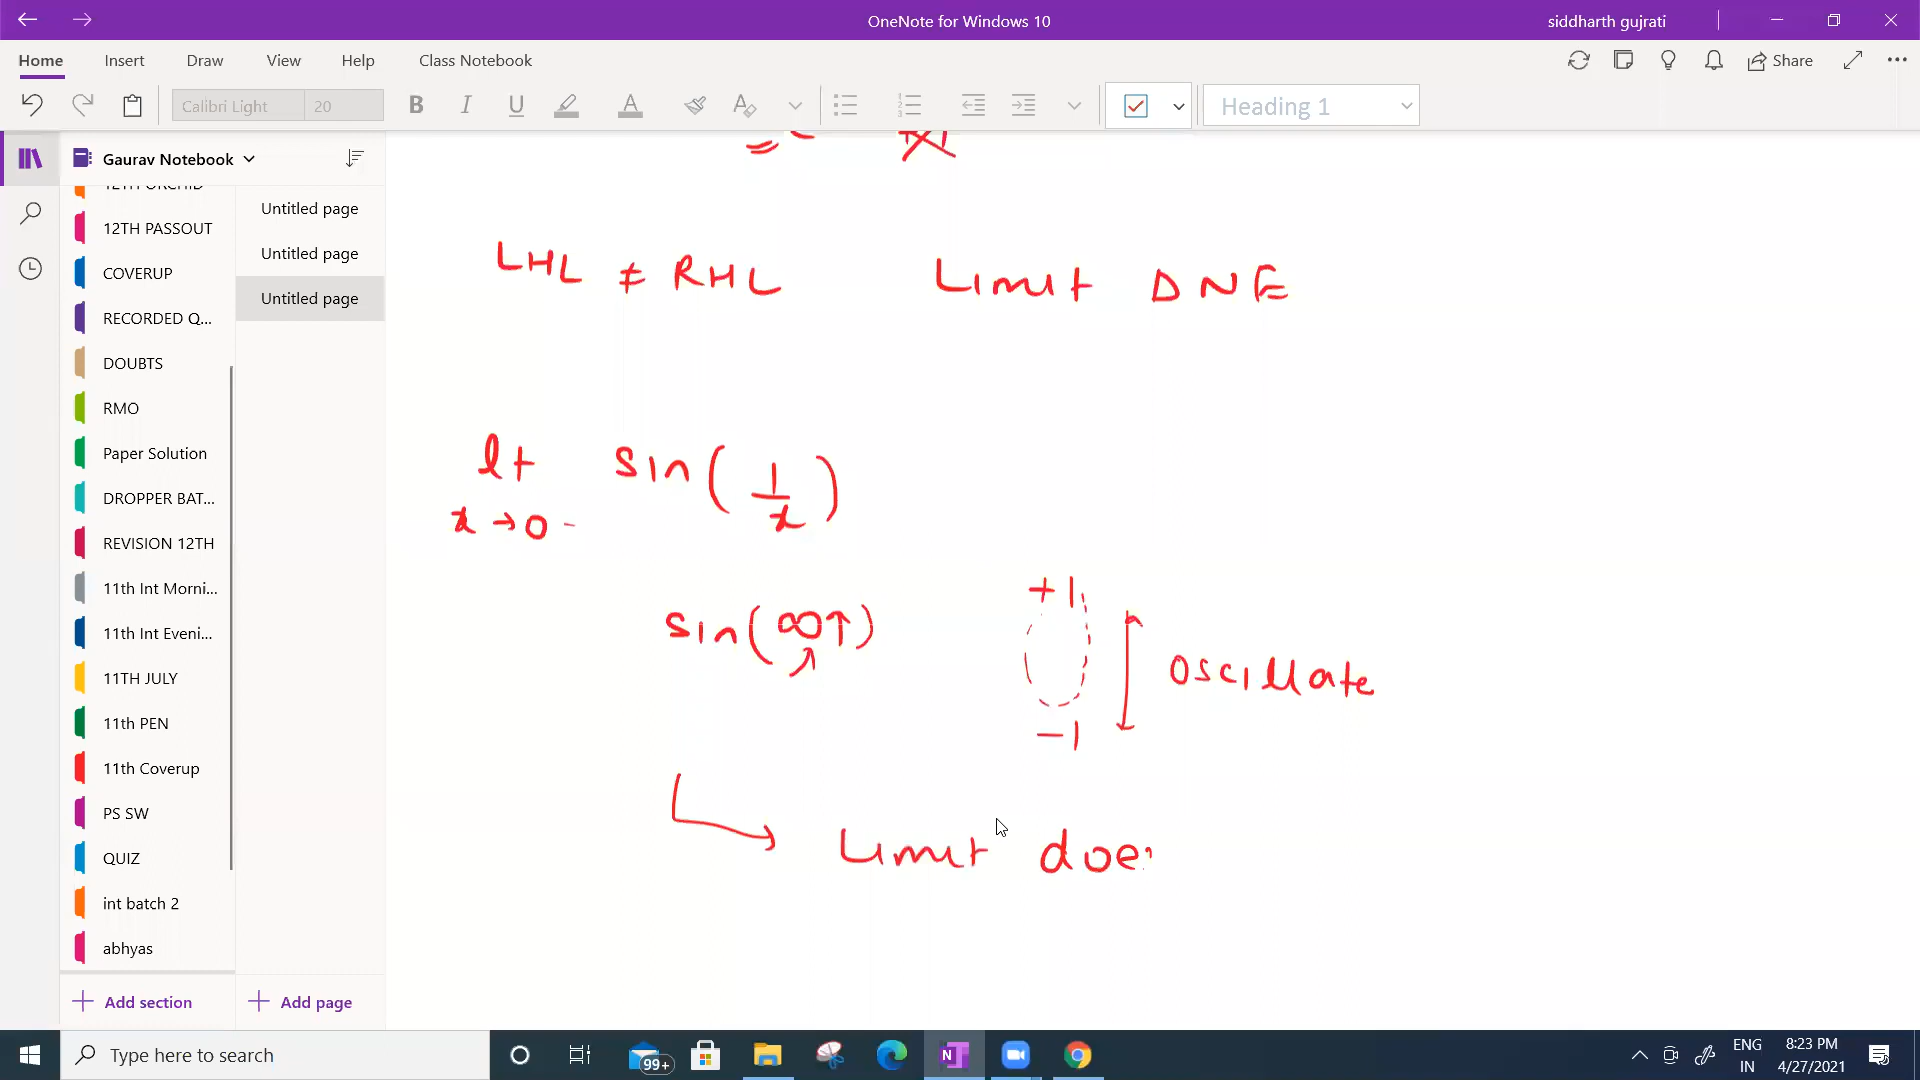 OneNote for Windows 10
siddharth gujrati
Home Insert Draw View Help Class Notebook
Share
Calibri Light 20
B I U A
Heading 1
Gaurav Notebook
12TH ORCHID
12TH PASSOUT
COVERUP
RECORDED Q...
DOUBTS
RMO
Paper Solution
DROPPER BAT...
REVISION 12TH
11th Int Morni...
11th Int Eveni...
11TH JULY
11th PEN
11th Coverup
PS SW
QUIZ
int batch 2
abhyas
Add section
Untitled page
Untitled page
Untitled page
Add page
LHL ≠ RHL Limit DNE
lt sin(1/x)
x → 0 -
sin(∞↑)
+1
-1
Oscillate
Limit doe
Type here to search
99+
N
ENG
IN
8:23 PM
4/27/2021